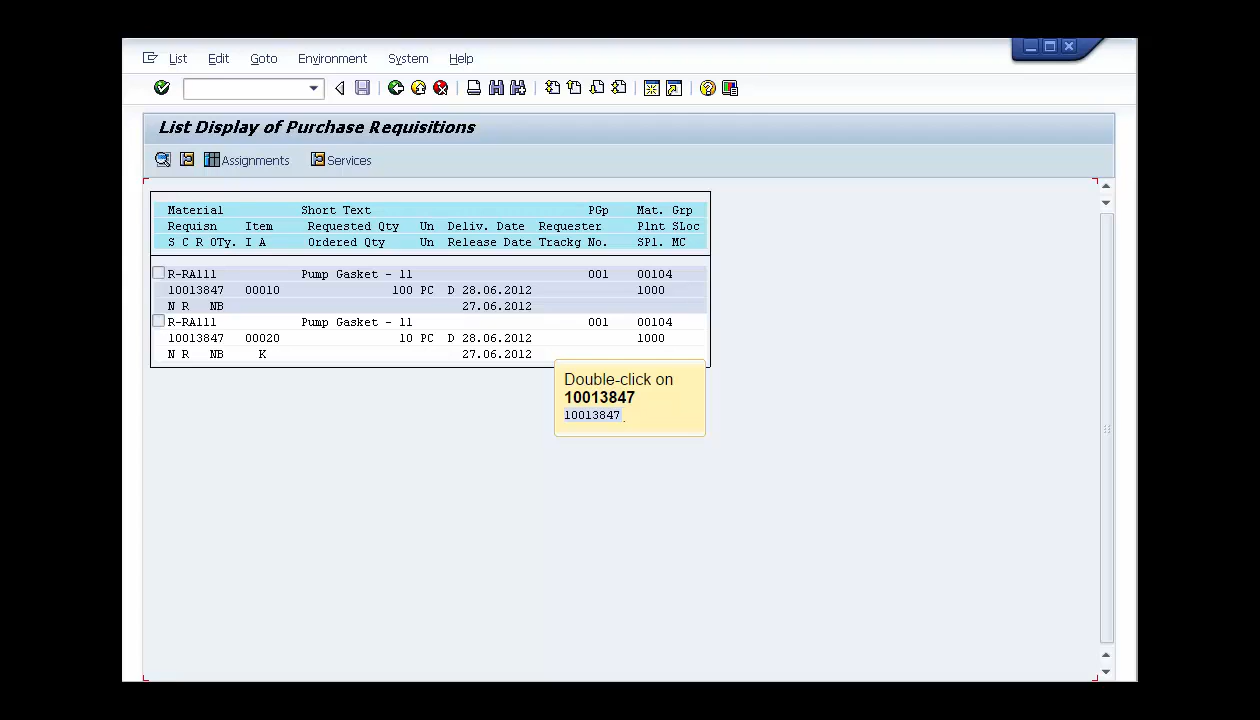 List Edit Goto Environment System Help
List Display of Purchase Requisitions
Assignments Services
Material Short Text PGp Mat. Grp
Requisn Item Requested Qty Un Deliv. Date Requester Plnt SLoc
S C R OTy. I A Ordered Qty Un Release Date Trackg No. SPl. MC
R-RA111 Pump Gasket - 11 001 00104
10013847 00010 100 PC D 28.06.2012 1000
N R NB 27.06.2012
R-RA111 Pump Gasket - 11 001 00104
10013847 00020 10 PC D 28.06.2012 1000
N R NB K 27.06.2012
Double-click on
10013847
10013847.